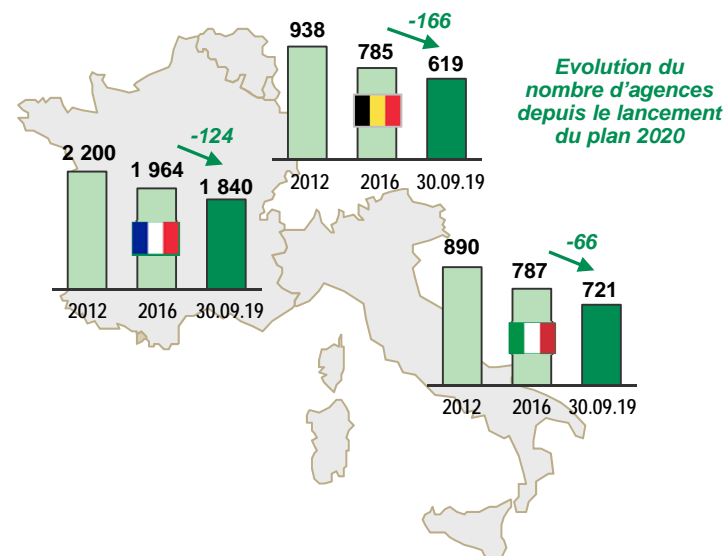 Evolution du
nombre d'agences
depuis le lancement
du plan 2020
-166
938
785
619
2012 2016 30.09.19
-124
2 200
1 964
1 840
2012 2016 30.09.19
-66
890
787
721
2012 2016 30.09.19